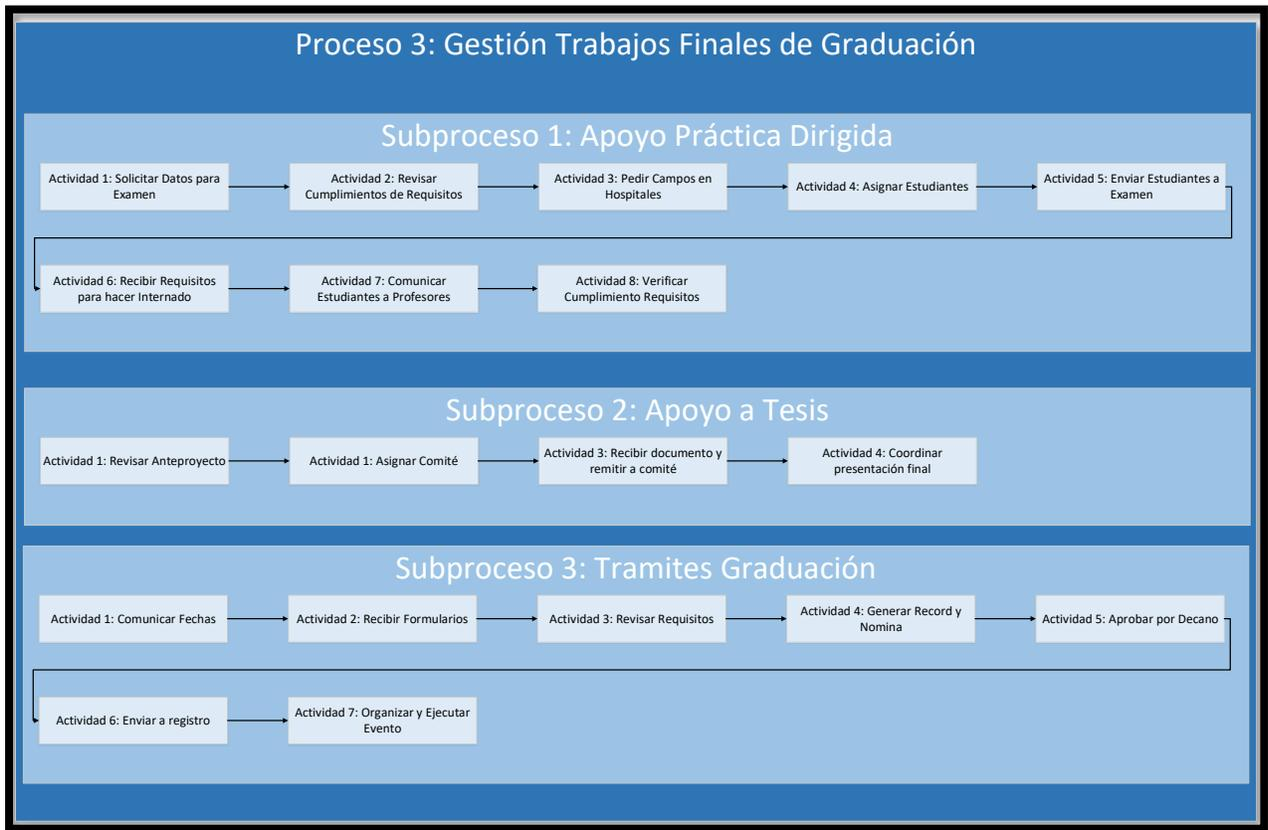 Proceso 3: Gestión Trabajos Finales de Graduación
Subproceso 1: Apoyo Práctica Dirigida
Actividad 1: Solicitar Datos para
Examen
Actividad 2: Revisar
Cumplimientos de Requisitos
Actividad 3: Pedir Campos en
Hospitales
Actividad 4: Asignar Estudiantes
Actividad 5: Enviar Estudiantes a
Examen
Actividad 6: Recibir Requisitos
para hacer Internado
Actividad 7: Comunicar
Estudiantes a Profesores
Actividad 8: Verificar
Cumplimiento Requisitos
Subproceso 2: Apoyo a Tesis
Actividad 1: Revisar Anteproyecto
Actividad 1: Asignar Comité
Actividad 3: Recibir documento y
remitir a comité
Actividad 4: Coordinar
presentación final
Subproceso 3: Tramites Graduación
Actividad 1: Comunicar Fechas
Actividad 2: Recibir Formularios
Actividad 3: Revisar Requisitos
Actividad 4: Generar Record y
Nomina
Actividad 5: Aprobar por Decano
Actividad 6: Enviar a registro
Actividad 7: Organizar y Ejecutar
Evento